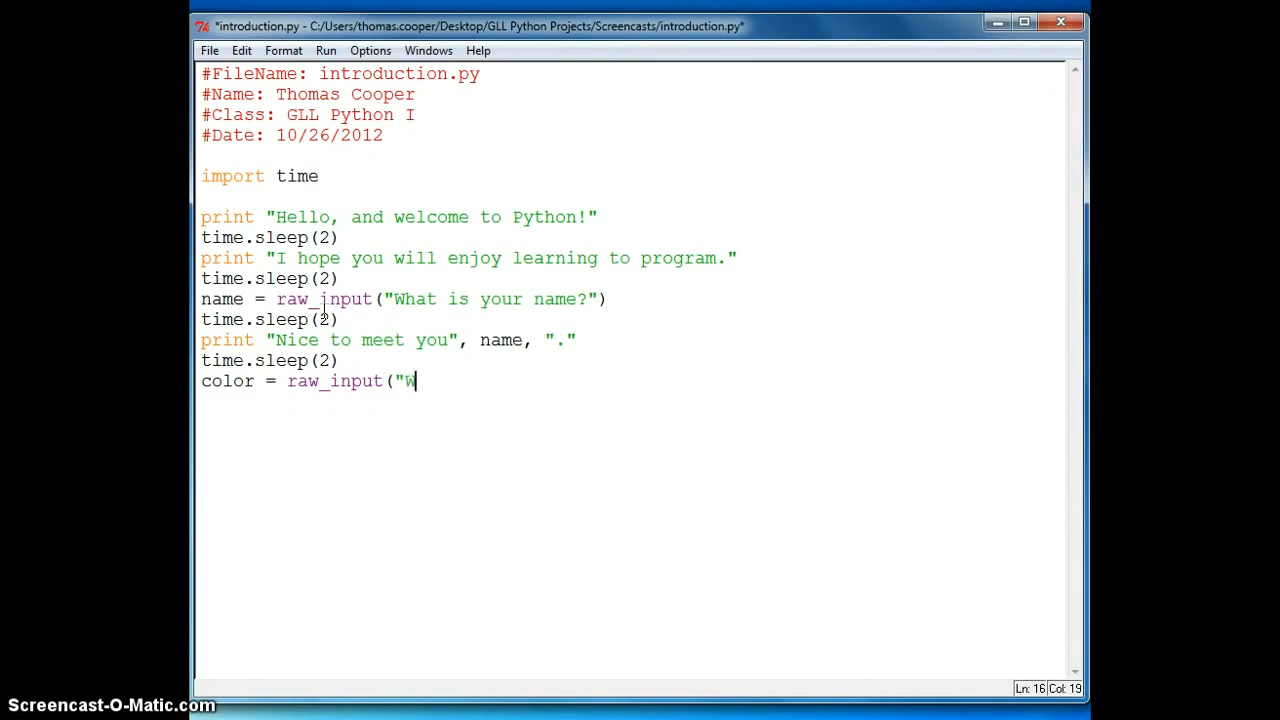 *introduction.py - C:/Users/thomas.cooper/Desktop/GLL Python Projects/Screencasts/introduction.py*
File Edit Format Run Options Windows Help
#FileName: introduction.py
#Name: Thomas Cooper
#Class: GLL Python I
#Date: 10/26/2012
import time
print "Hello, and welcome to Python!"
time.sleep(2)
print "I hope you will enjoy learning to program."
time.sleep(2)
name = raw_input("What is your name?")
time.sleep(2)
print "Nice to meet you", name, "."
time.sleep(2)
color = raw_input("W
Ln: 16 Col: 19
Screencast-O-Matic.com